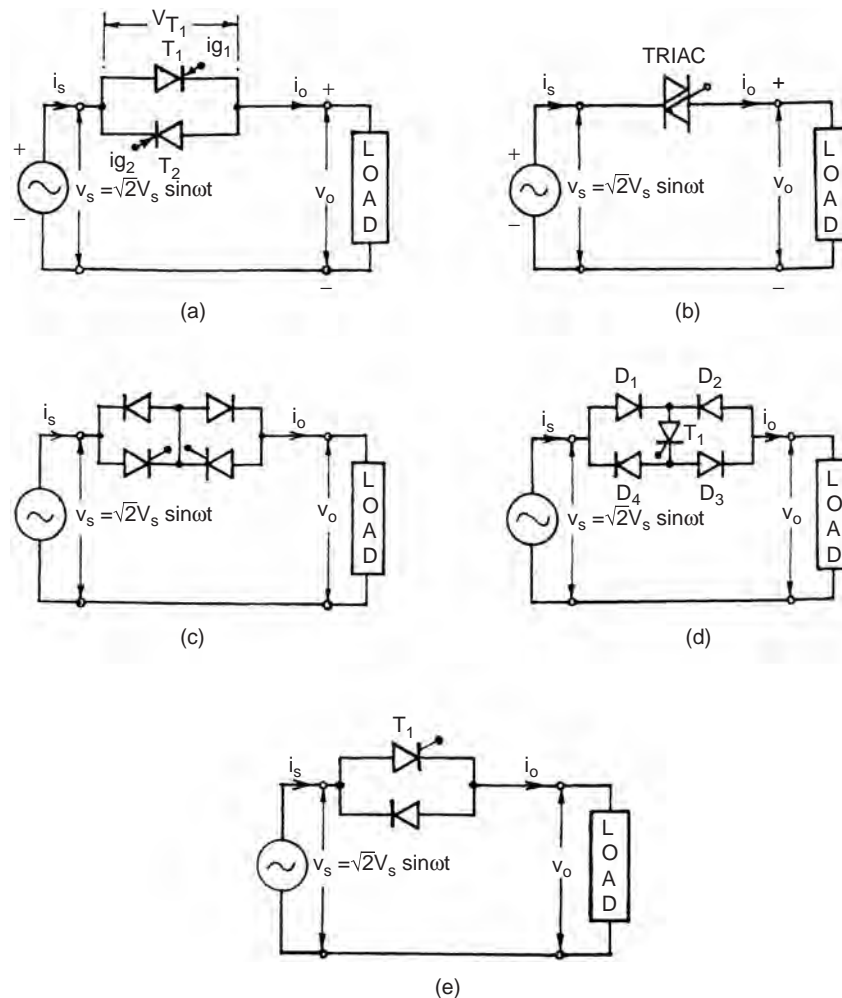 V_T1
T1 ig1
is io +
+ ig2 T2 vs =√2Vs sinωt vo LOAD
−
−
(a)
TRIAC
is io +
+ vs =√2Vs sinωt vo LOAD
−
−
(b)
is io
vs =√2Vs sinωt vo LOAD
(c)
D1 D2
is T1 io
D4 D3
vs =√2Vs sinωt vo LOAD
(d)
T1
is io
vs =√2Vs sinωt vo LOAD
(e)